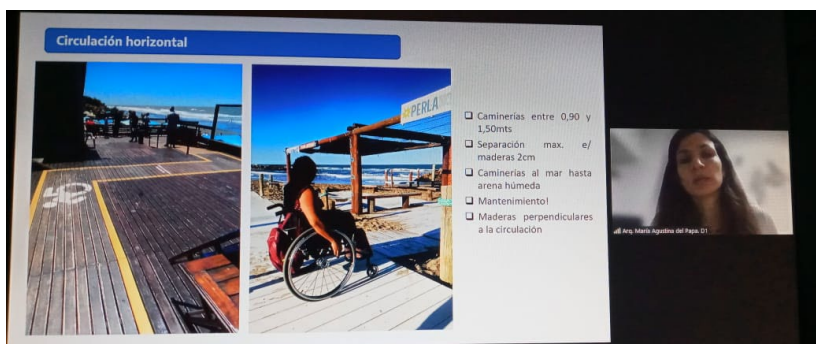 Circulación horizontal
PERLA
❑ Caminerías entre 0,90 y
1,50mts
❑ Separación max. e/
maderas 2cm
❑ Caminerías al mar hasta
arena húmeda
❑ Mantenimiento!
❑ Maderas perpendiculares
a la circulación
Arq. María Agustina del Papa. D1